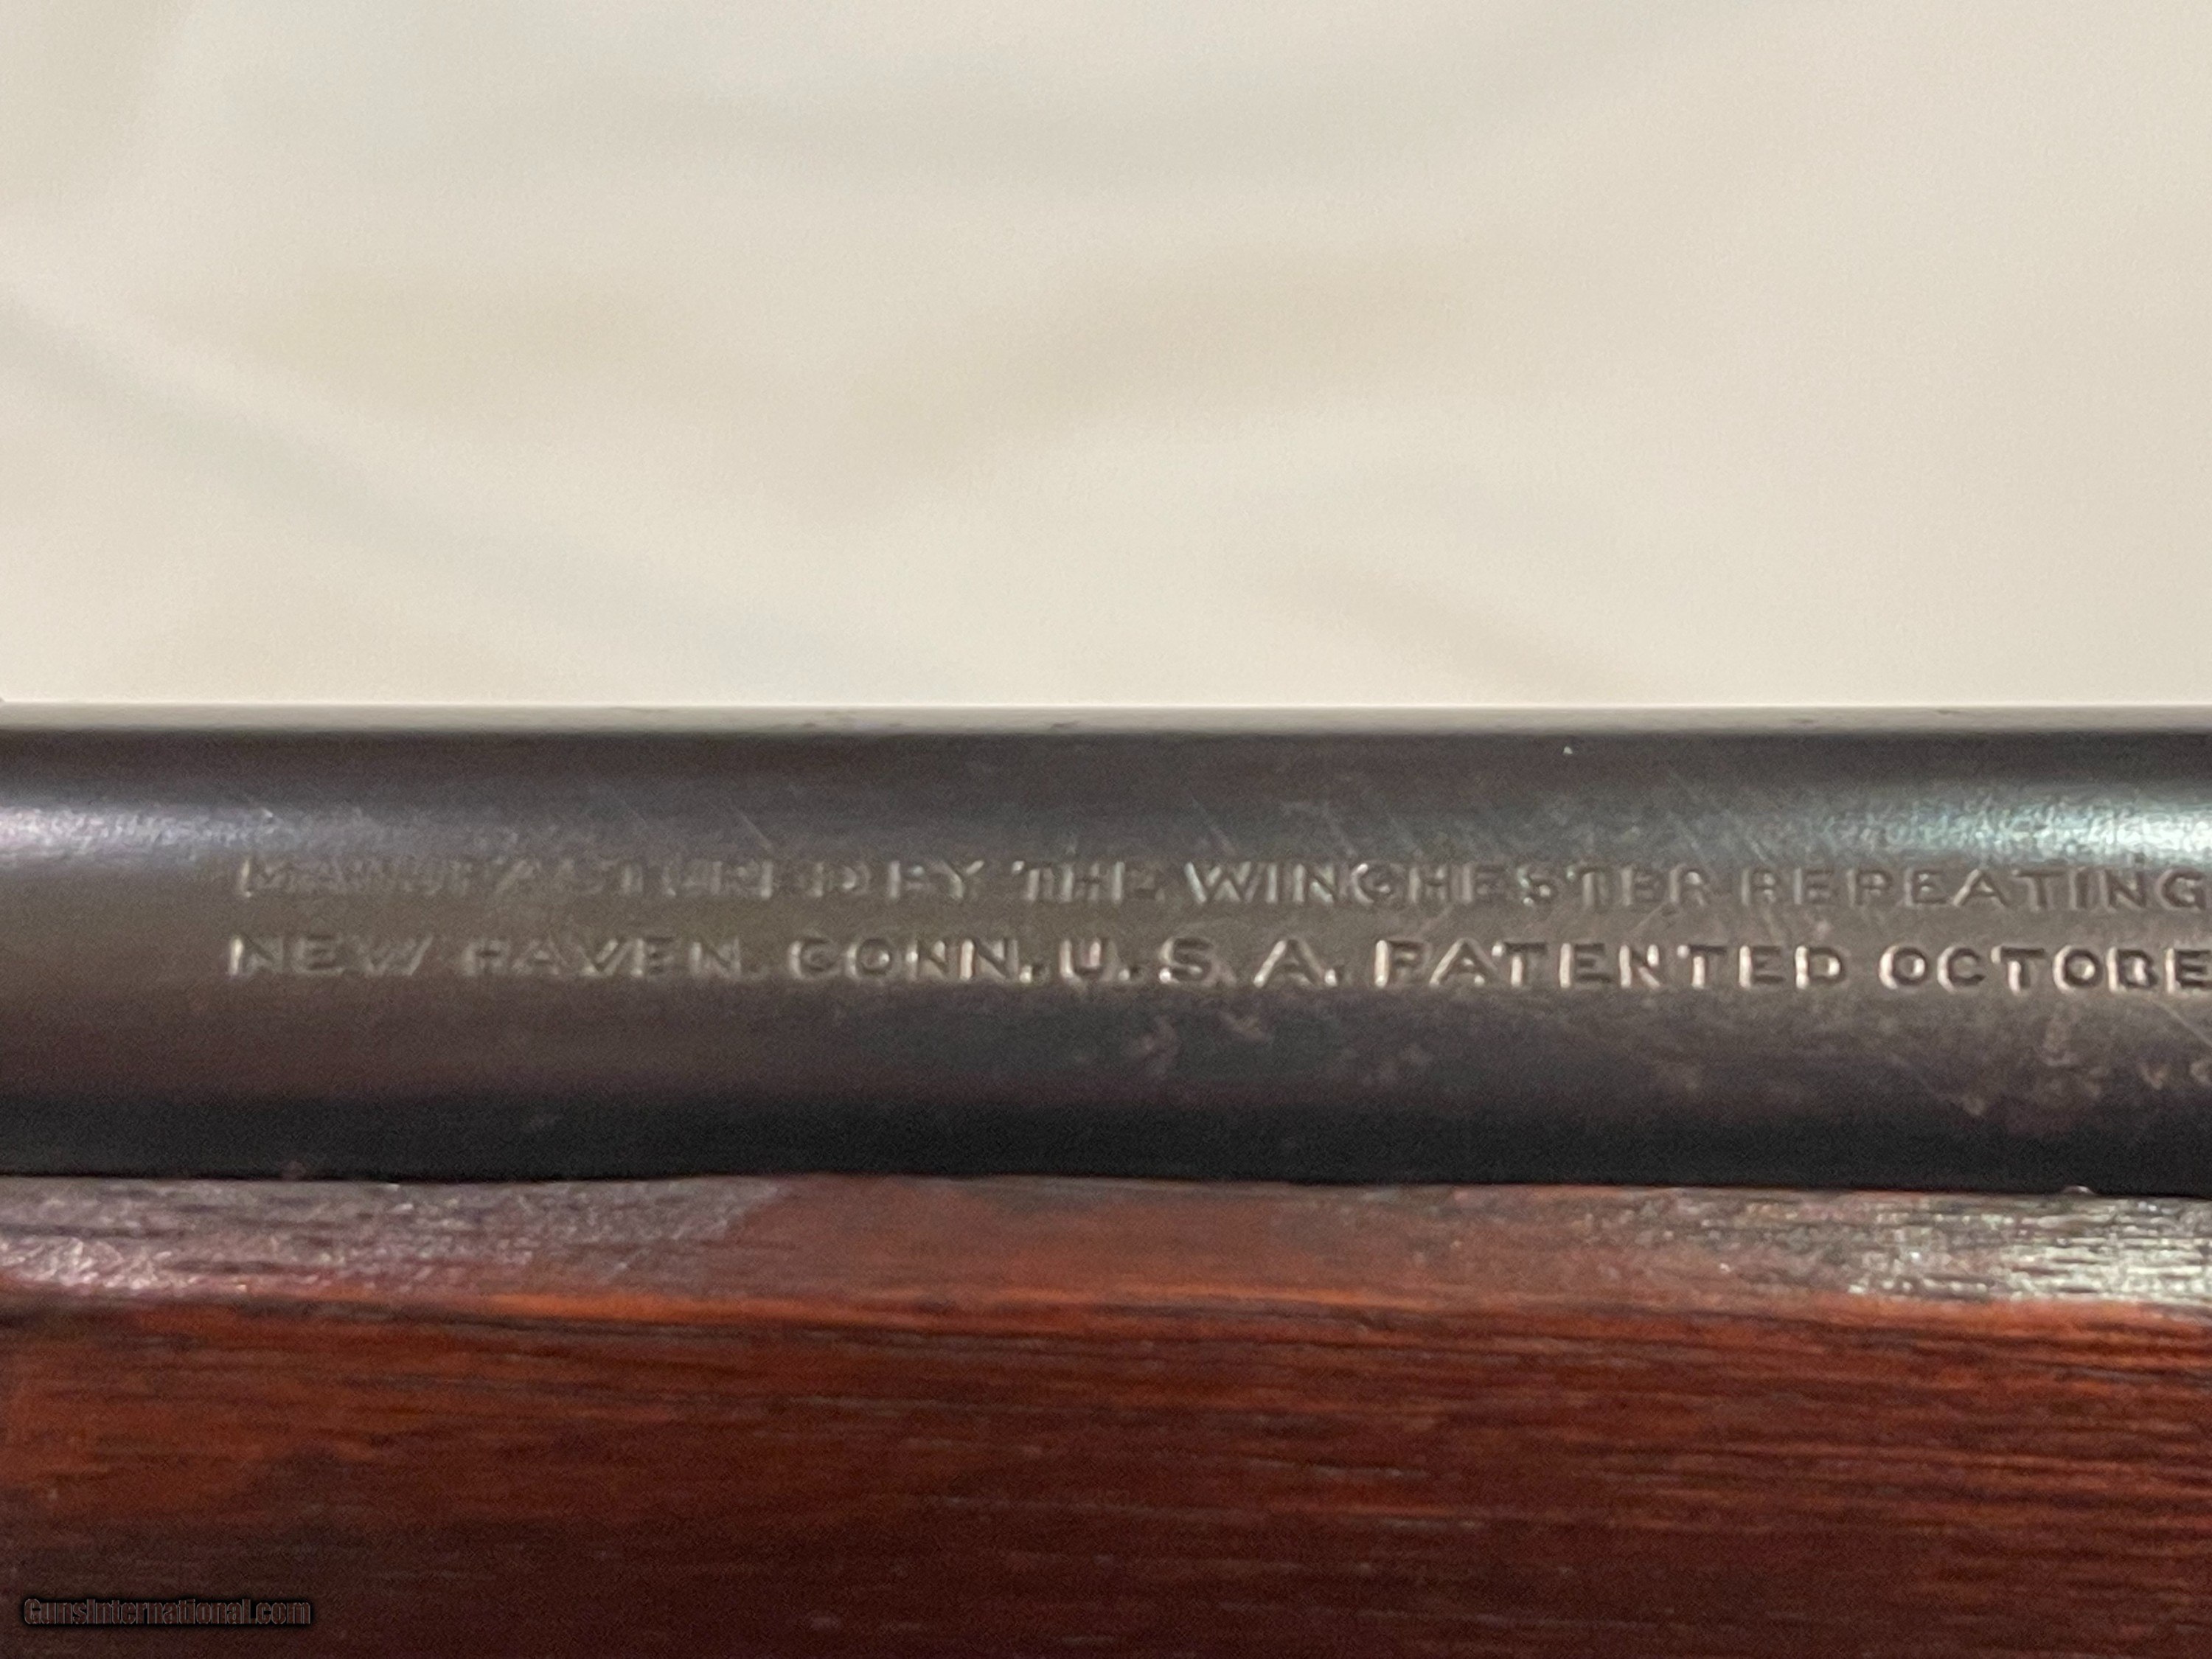 MANUFACTURED BY THE WINCHESTER REPEATING
NEW HAVEN. CONN. U. S. A. PATENTED OCTOBE
GunsInternational.com